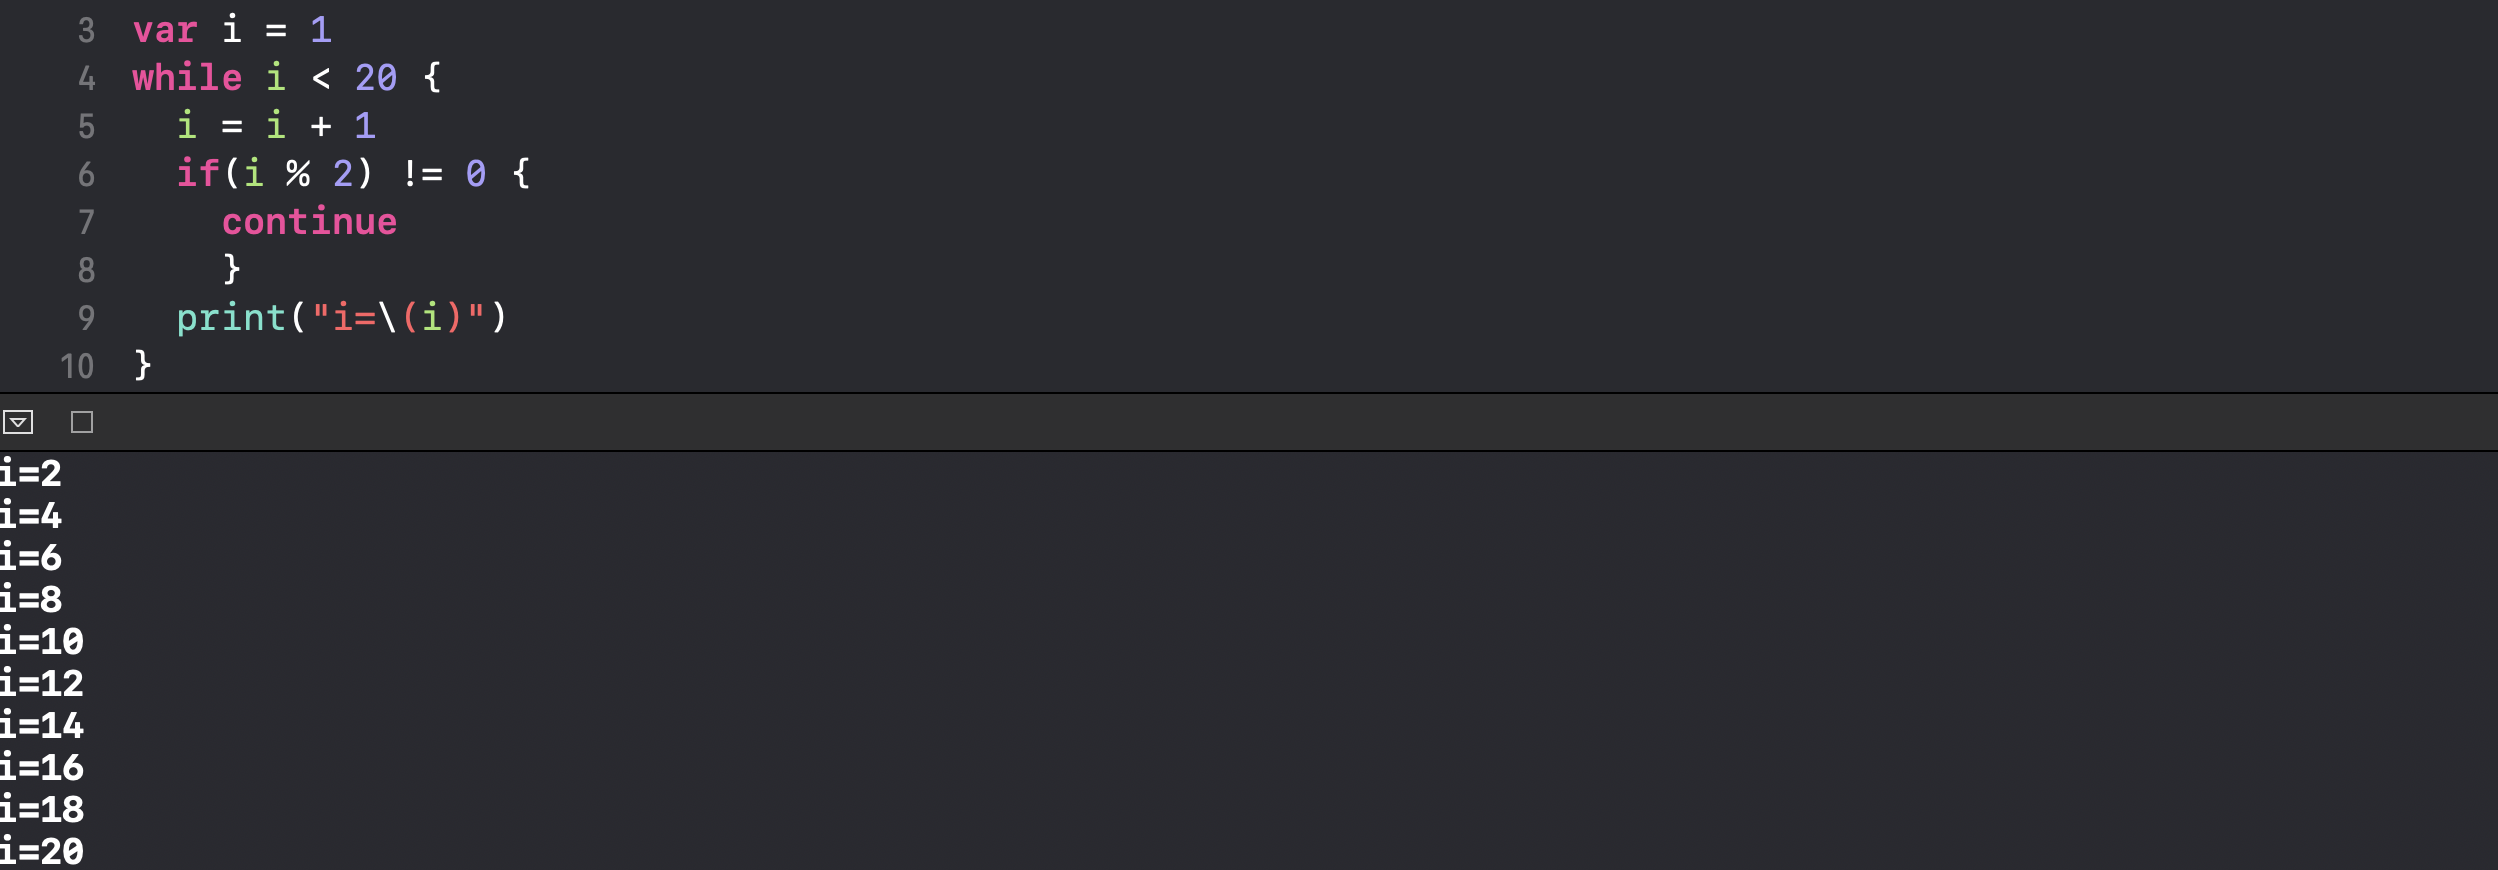 3 var i = 1
4 while i < 20 {
5 i = i + 1
6 if(i % 2) != 0 {
7 continue
8 }
9 print("i=\(i)")
10 }
i=2
i=4
i=6
i=8
i=10
i=12
i=14
i=16
i=18
i=20